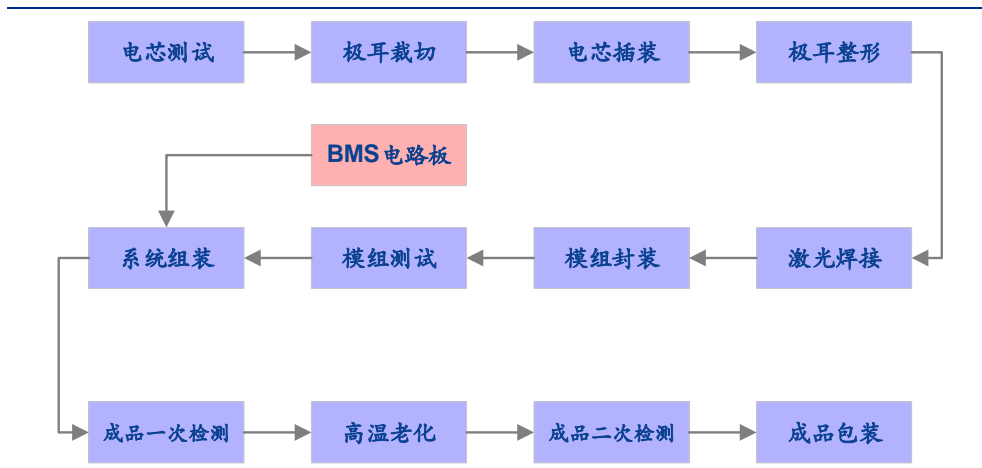 电芯测试
极耳裁切
电芯插装
极耳整形
BMS电路板
系统组装
模组测试
模组封装
激光焊接
成品一次检测
高温老化
成品二次检测
成品包装